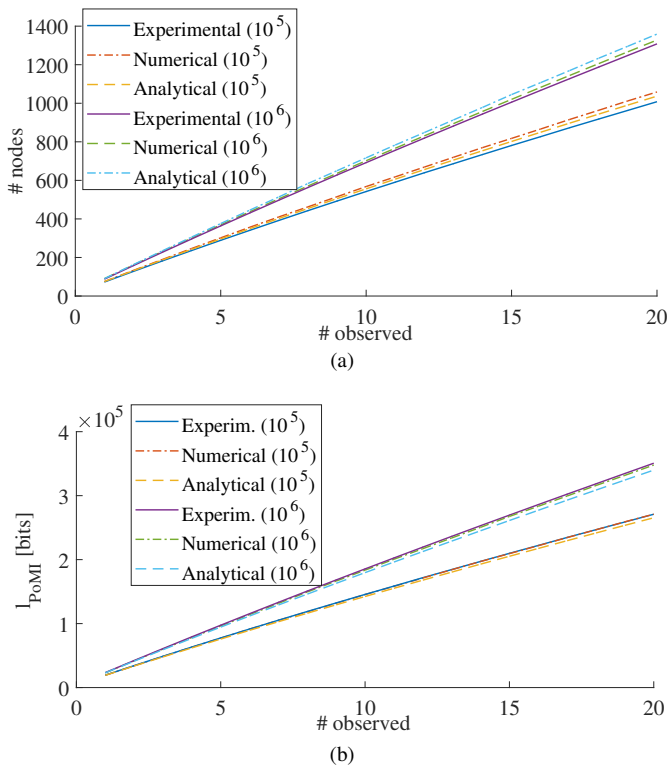 1400
1200
1000
800
600
400
200
0
# nodes
Experimental (10^5)
Numerical (10^5)
Analytical (10^5)
Experimental (10^6)
Numerical (10^6)
Analytical (10^6)
0 5 10 15 20
# observed
(a)
×10^5
4
3
2
1
0
l_PoMI [bits]
Experim. (10^5)
Numerical (10^5)
Analytical (10^5)
Experim. (10^6)
Numerical (10^6)
Analytical (10^6)
0 5 10 15 20
# observed
(b)